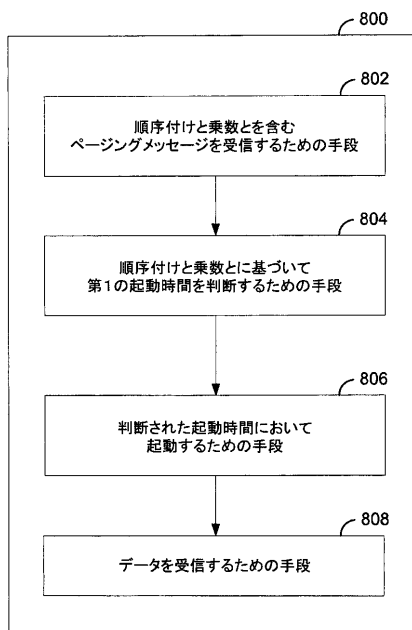 800
802
順序付けと乗数とを含む
ページングメッセージを受信するための手段
804
順序付けと乗数とに基づいて
第1の起動時間を判断するための手段
806
判断された起動時間において
起動するための手段
808
データを受信するための手段